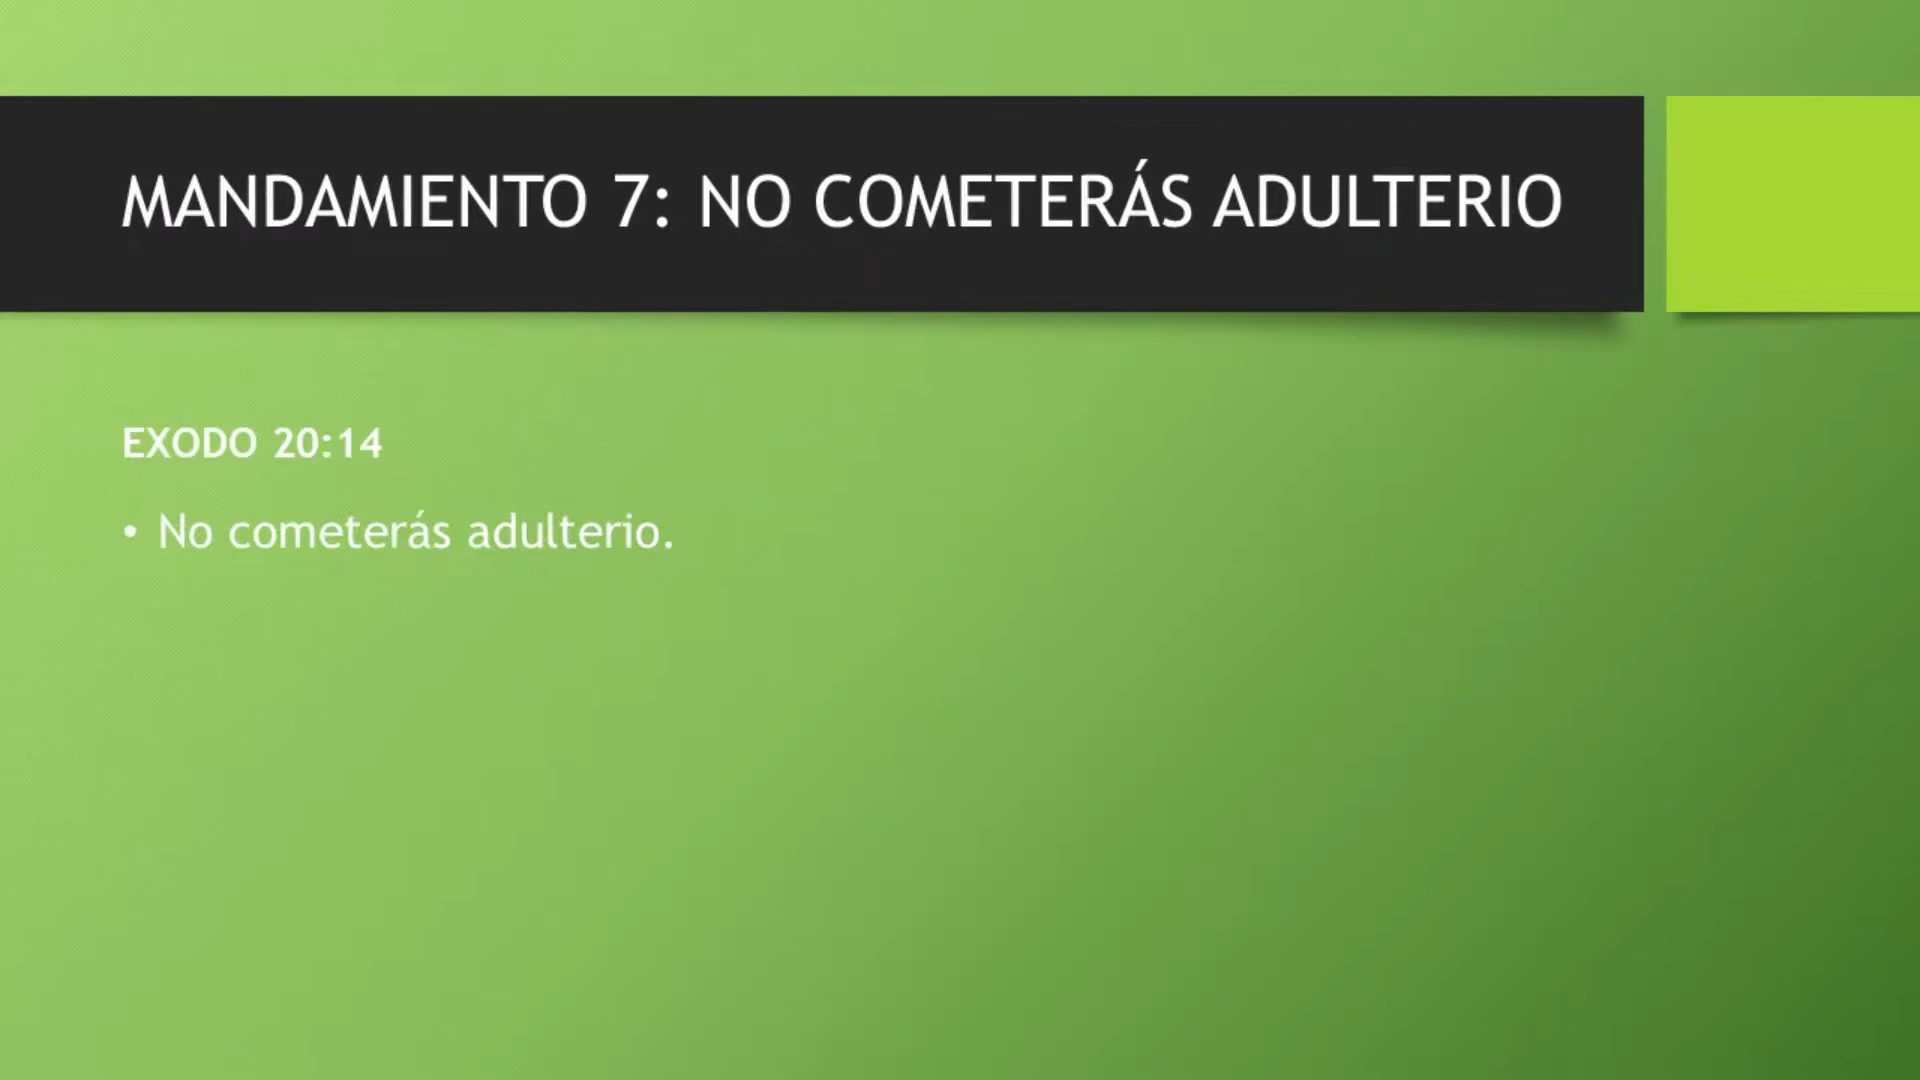 MANDAMIENTO 7: NO COMETERÁS ADULTERIO
EXODO 20:14
• No cometerás adulterio.